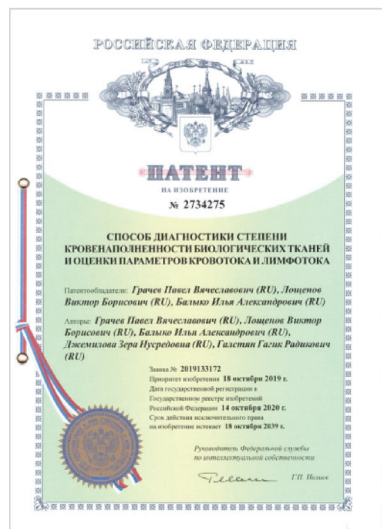 РОССИЙСКАЯ ФЕДЕРАЦИЯ
ПАТЕНТ
НА ИЗОБРЕТЕНИЕ
№ 2734275
СПОСОБ ДИАГНОСТИКИ СТЕПЕНИ
КРОВЕНАПОЛНЕННОСТИ БИОЛОГИЧЕСКИХ ТКАНЕЙ
И ОЦЕНКИ ПАРАМЕТРОВ КРОВОТОКА И ЛИМФОТОКА
Патентообладатели: Грачев Павел Вячеславович (RU), Лощенов
Виктор Борисович (RU), Балыко Илья Александрович (RU)
Авторы: Грачев Павел Вячеславович (RU), Лощенов Виктор
Борисович (RU), Балыко Илья Александрович (RU),
Джемилова Зера Нусредовна (RU), Галстян Гагик Радикович
(RU)
Заявка № 2019133172
Приоритет изобретения 18 октября 2019 г.
Дата государственной регистрации в
Государственном реестре изобретений
Российской Федерации 14 октября 2020 г.
Срок действия исключительного права
на изобретение истекает 18 октября 2039 г.
Руководитель Федеральной службы
по интеллектуальной собственности
Г.П. Ивлиев